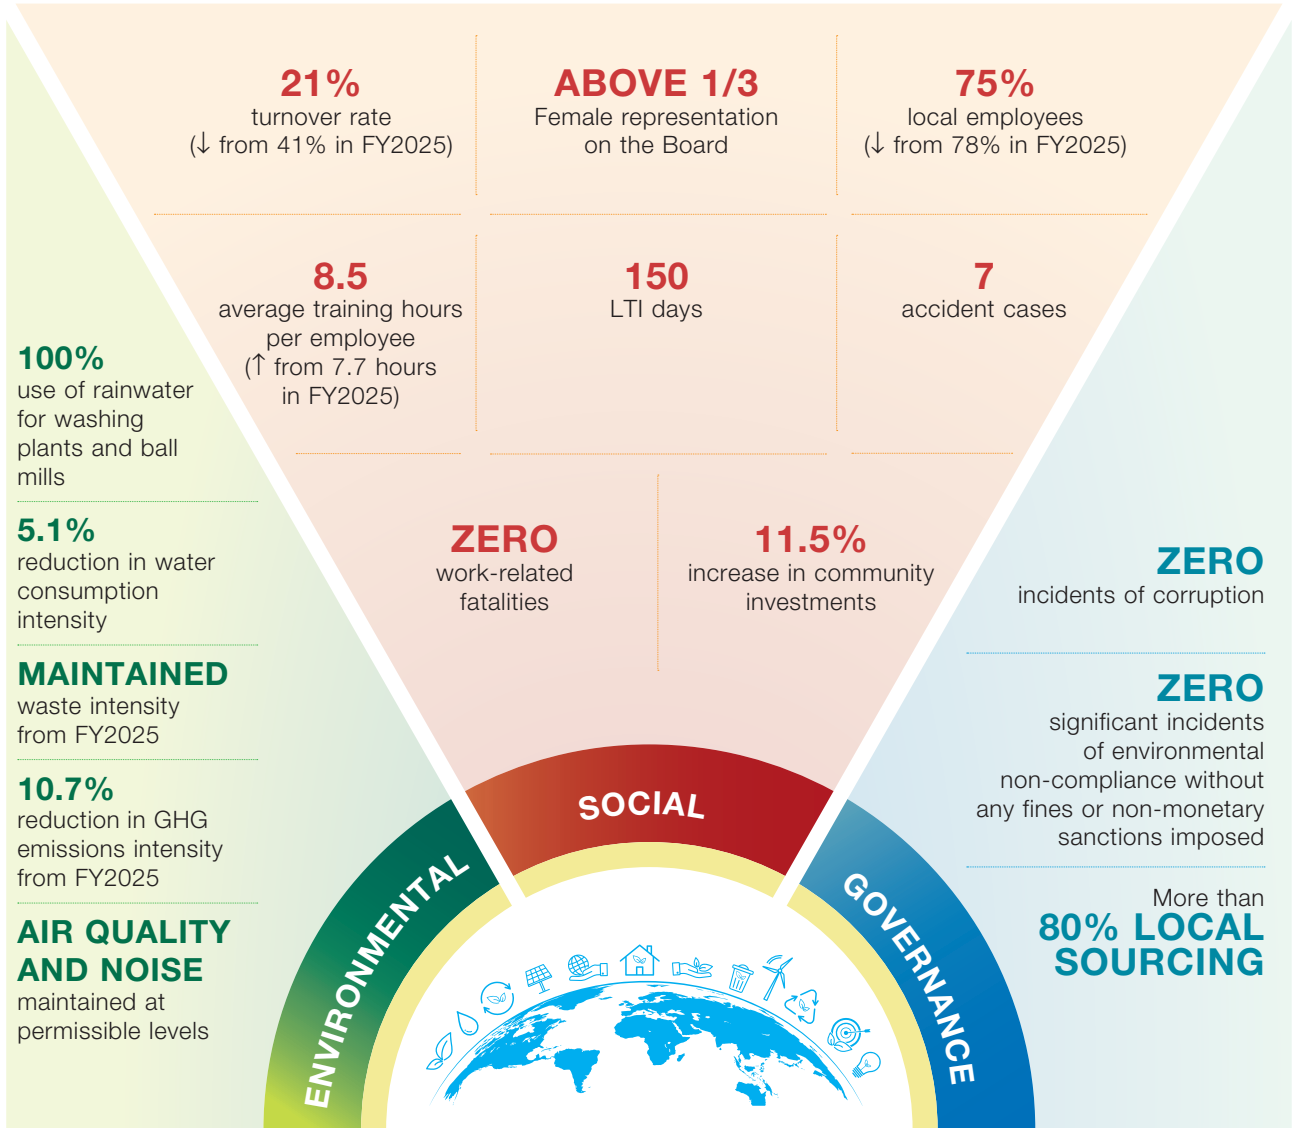 21%
turnover rate
(↓ from 41% in FY2025)
ABOVE 1/3
Female representation
on the Board
75%
local employees
(↓ from 78% in FY2025)
8.5
average training hours
per employee
(↑ from 7.7 hours
in FY2025)
150
LTI days
7
accident cases
ZERO
work-related
fatalities
11.5%
increase in community
investments
SOCIAL
100%
use of rainwater
for washing
plants and ball
mills
5.1%
reduction in water
consumption
intensity
MAINTAINED
waste intensity
from FY2025
10.7%
reduction in GHG
emissions intensity
from FY2025
AIR QUALITY
AND NOISE
maintained at
permissible levels
ENVIRONMENTAL
ZERO
incidents of corruption
ZERO
significant incidents
of environmental
non-compliance without
any fines or non-monetary
sanctions imposed
More than
80% LOCAL
SOURCING
GOVERNANCE